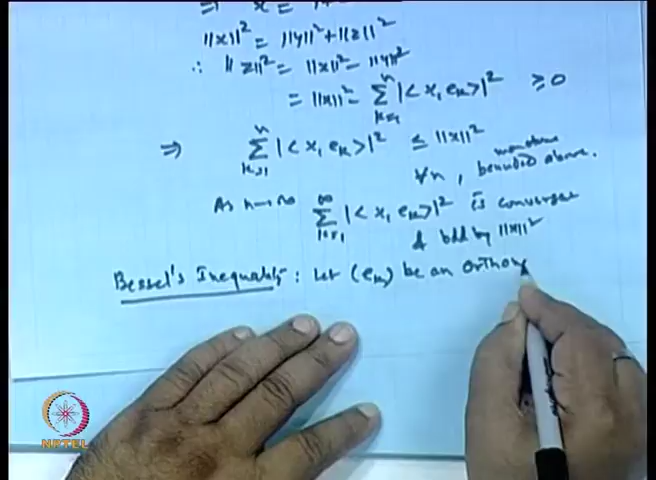 ⇒ x =
||x||² = ||y||² + ||z||²
∴ ||z||² = ||x||² - ||y||²
= ||x||² - Σ_{k=1}^{n} |<x, e_k>|² ≥ 0
⇒ Σ_{k=1}^{n} |<x, e_k>|² ≤ ||x||²
∀n, monotone bounded above.
As n→∞ Σ_{k=1}^{∞} |<x, e_k>|² is convergent
& bdd by ||x||²
Bessel's Inequality : Let (e_k) be an orthon
NPTEL